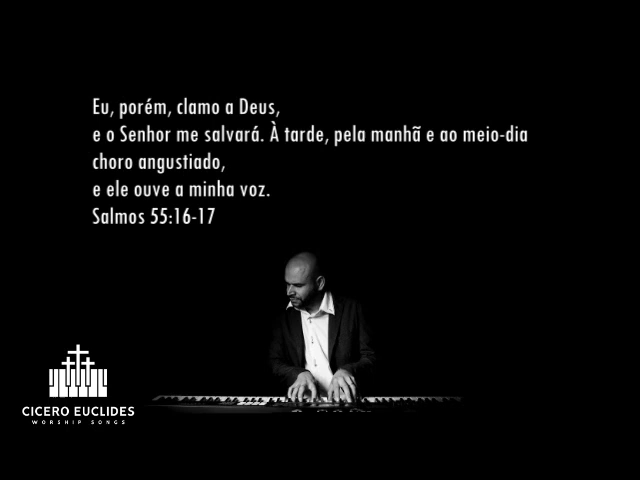 Eu, porém, clamo a Deus,
e o Senhor me salvará. À tarde, pela manhã e ao meio-dia
choro angustiado,
e ele ouve a minha voz.
Salmos 55:16-17
CICERO EUCLIDES
WORSHIP SONGS